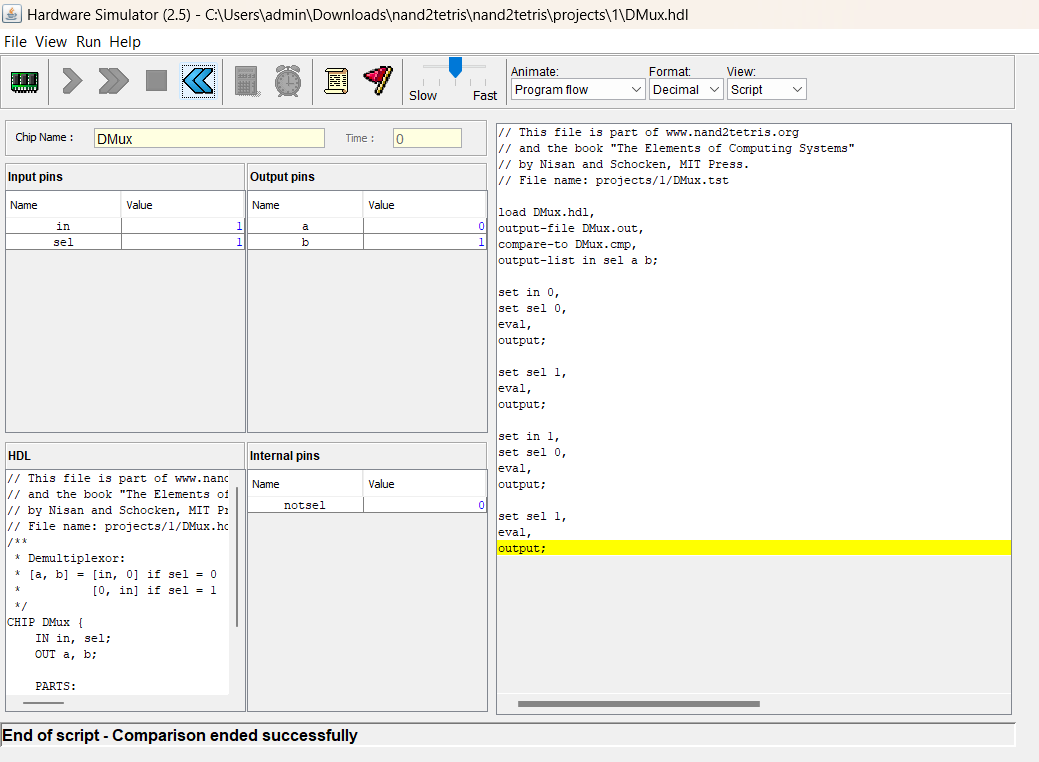 Hardware Simulator (2.5) - C:\Users\admin\Downloads\nand2tetris\nand2tetris\projects\1\DMux.hdl
File View Run Help
Slow Fast
Animate: Format: View:
Program flow Decimal Script
Chip Name : DMux Time : 0
Input pins
Name Value
in 1
sel 1
Output pins
Name Value
a 0
b 1
HDL
// This file is part of www.nand
// and the book "The Elements of
// by Nisan and Schocken, MIT Pr
// File name: projects/1/DMux.hd
/**
* Demultiplexor:
* [a, b] = [in, 0] if sel = 0
* [0, in] if sel = 1
*/
CHIP DMux {
IN in, sel;
OUT a, b;
PARTS:
Internal pins
Name Value
notsel 0
// This file is part of www.nand2tetris.org
// and the book "The Elements of Computing Systems"
// by Nisan and Schocken, MIT Press.
// File name: projects/1/DMux.tst
load DMux.hdl,
output-file DMux.out,
compare-to DMux.cmp,
output-list in sel a b;
set in 0,
set sel 0,
eval,
output;
set sel 1,
eval,
output;
set in 1,
set sel 0,
eval,
output;
set sel 1,
eval,
output;
End of script - Comparison ended successfully